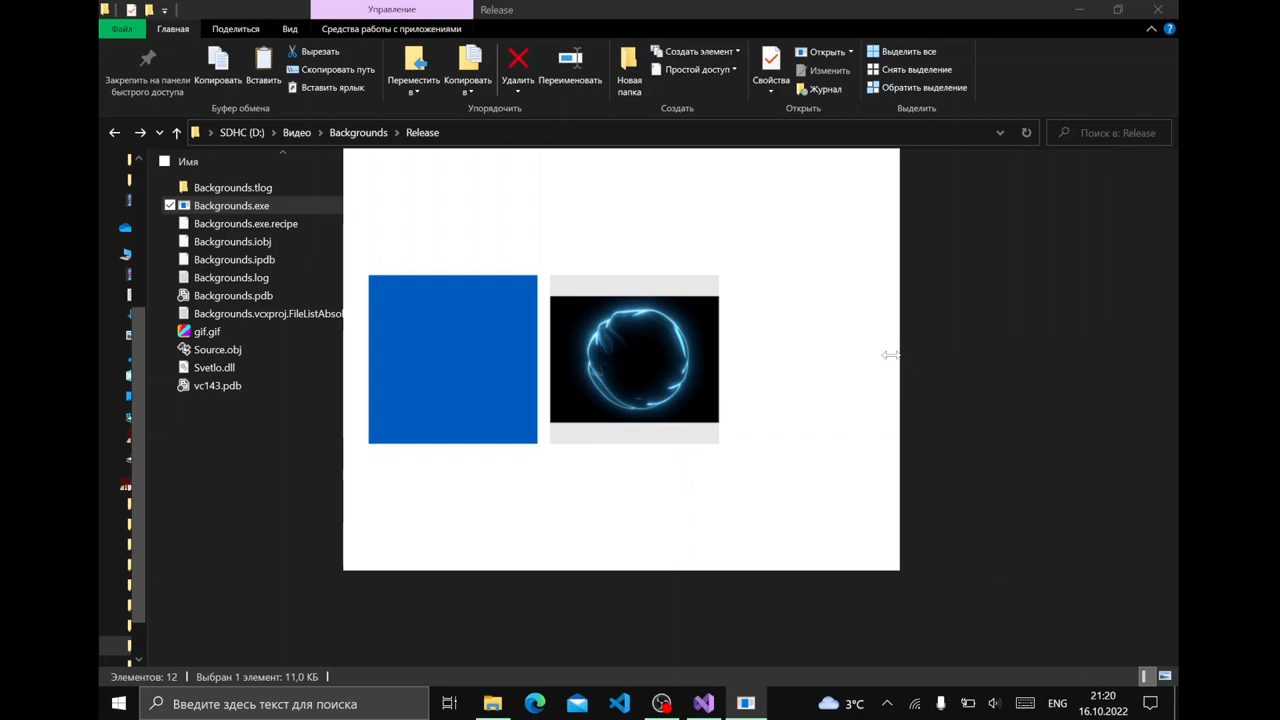 Управление
Release
Файл
Главная
Поделиться
Вид
Средства работы с приложениями
Закрепить на панели
быстрого доступа
Копировать
Вставить
Вырезать
Скопировать путь
Вставить ярлык
Буфер обмена
Переместить
в
Копировать
в
Удалить
Переименовать
Упорядочить
Новая
папка
Создать элемент
Простой доступ
Создать
Свойства
Открыть
Изменить
Журнал
Открыть
Выделить все
Снять выделение
Обратить выделение
Выделить
SDHC (D:)
Видео
Backgrounds
Release
Поиск в: Release
Имя
Backgrounds.tlog
Backgrounds.exe
Backgrounds.exe.recipe
Backgrounds.iobj
Backgrounds.ipdb
Backgrounds.log
Backgrounds.pdb
Backgrounds.vcxproj.FileListAbsol
gif.gif
Source.obj
Svetlo.dll
vc143.pdb
Элементов: 12
Выбран 1 элемент: 11,0 КБ
Введите здесь текст для поиска
3°C
ENG
21:20
16.10.2022